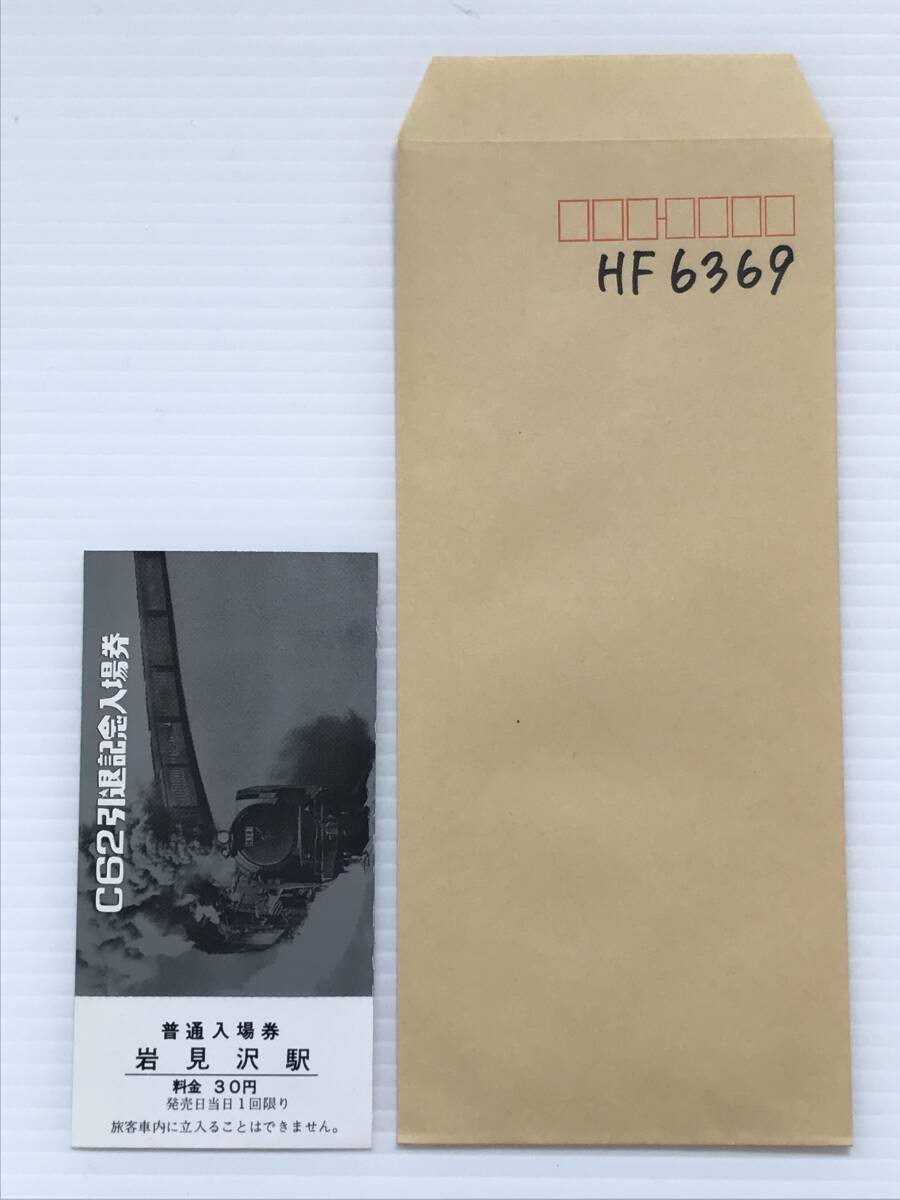 HF 6369
C62引退記念入場券
普通入場券
岩見沢駅
料金 30円
発売日当日1回限り
旅客車内に立入ることはできません。